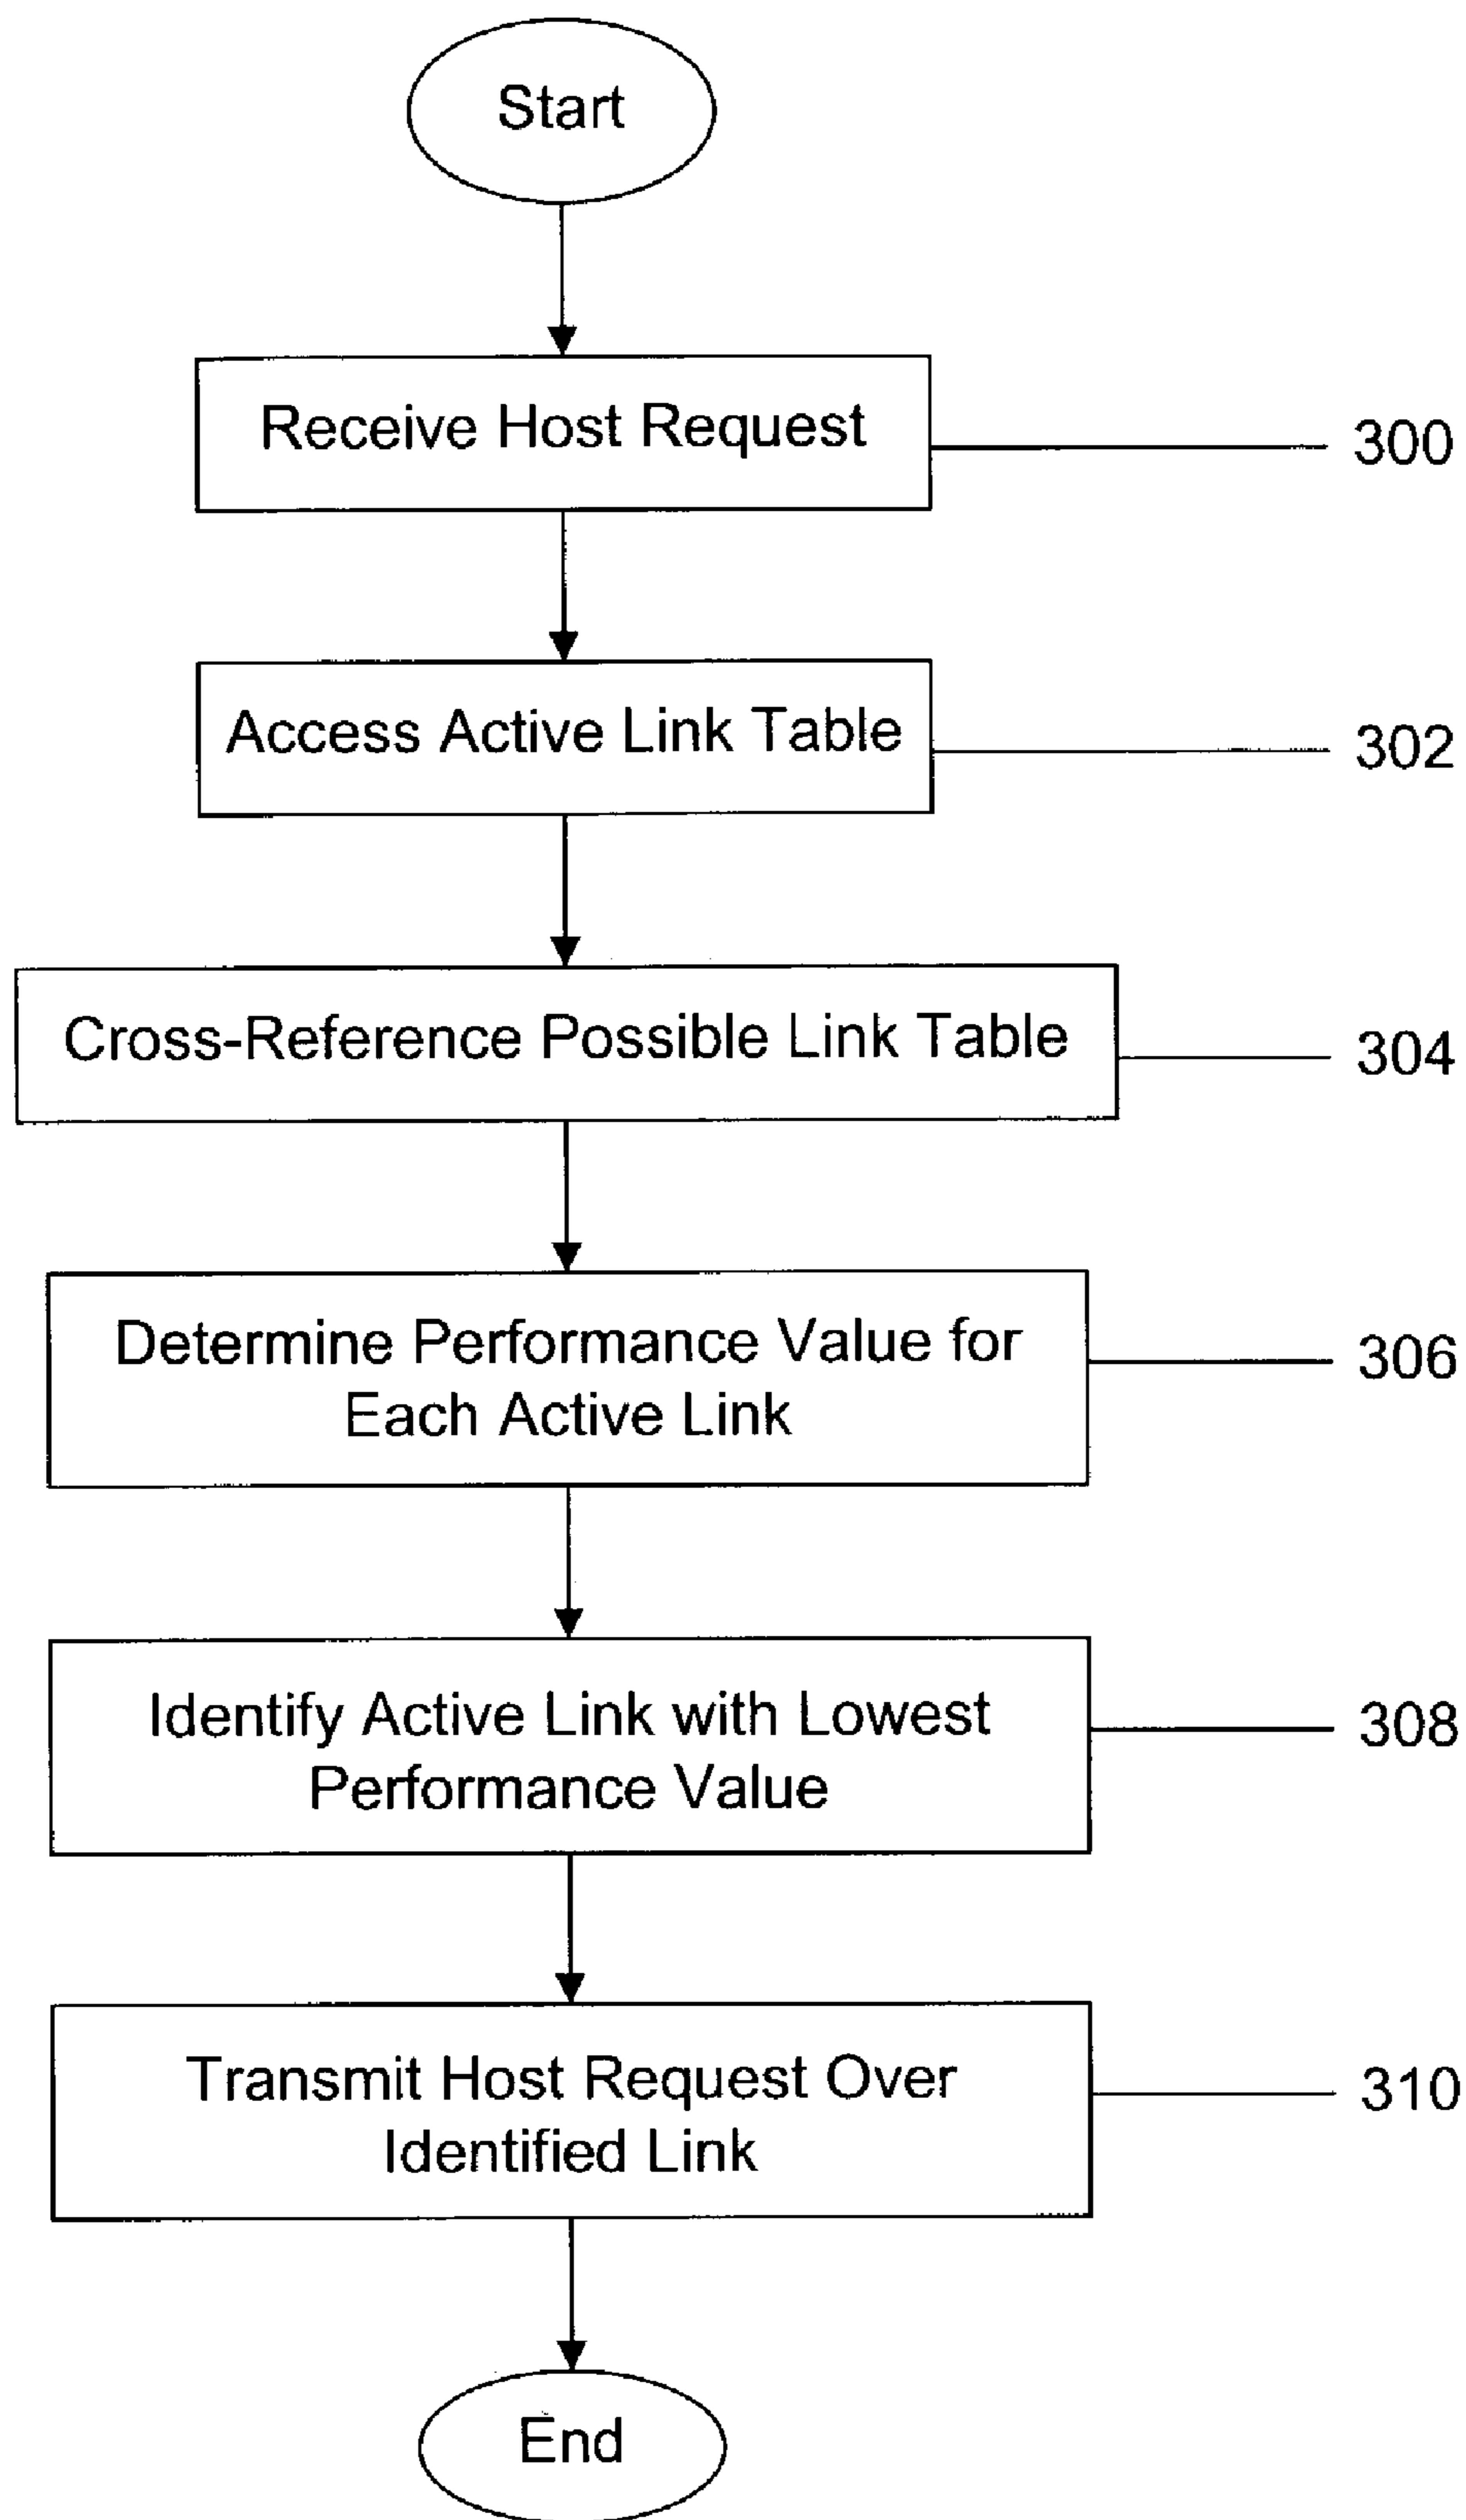 Start
Receive Host Request
300
Access Active Link Table
302
Cross-Reference Possible Link Table
304
Determine Performance Value for
Each Active Link
306
Identify Active Link with Lowest
Performance Value
308
Transmit Host Request Over
Identified Link
310
End